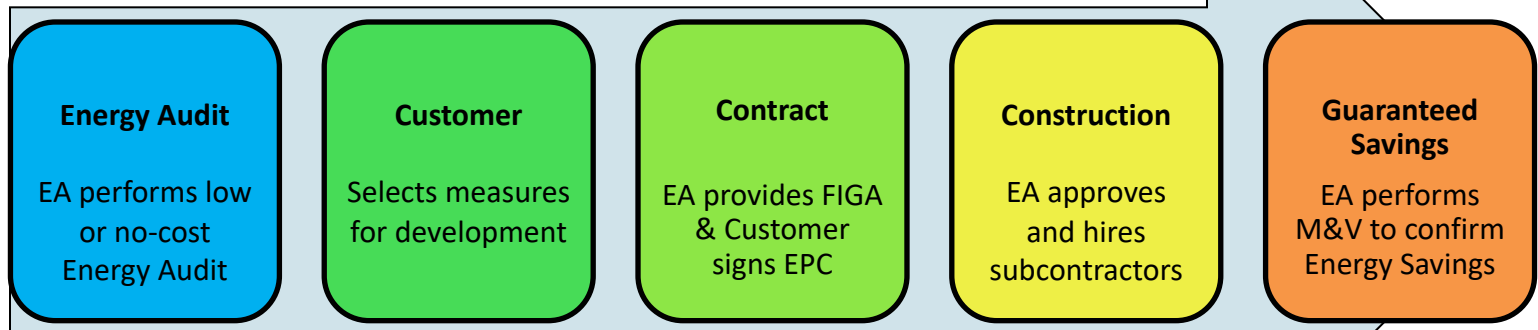 Energy Audit
EA performs low
or no-cost
Energy Audit
Customer
Selects measures
for development
Contract
EA provides FIGA
& Customer
signs EPC
Construction
EA approves
and hires
subcontractors
Guaranteed
Savings
EA performs
M&V to confirm
Energy Savings